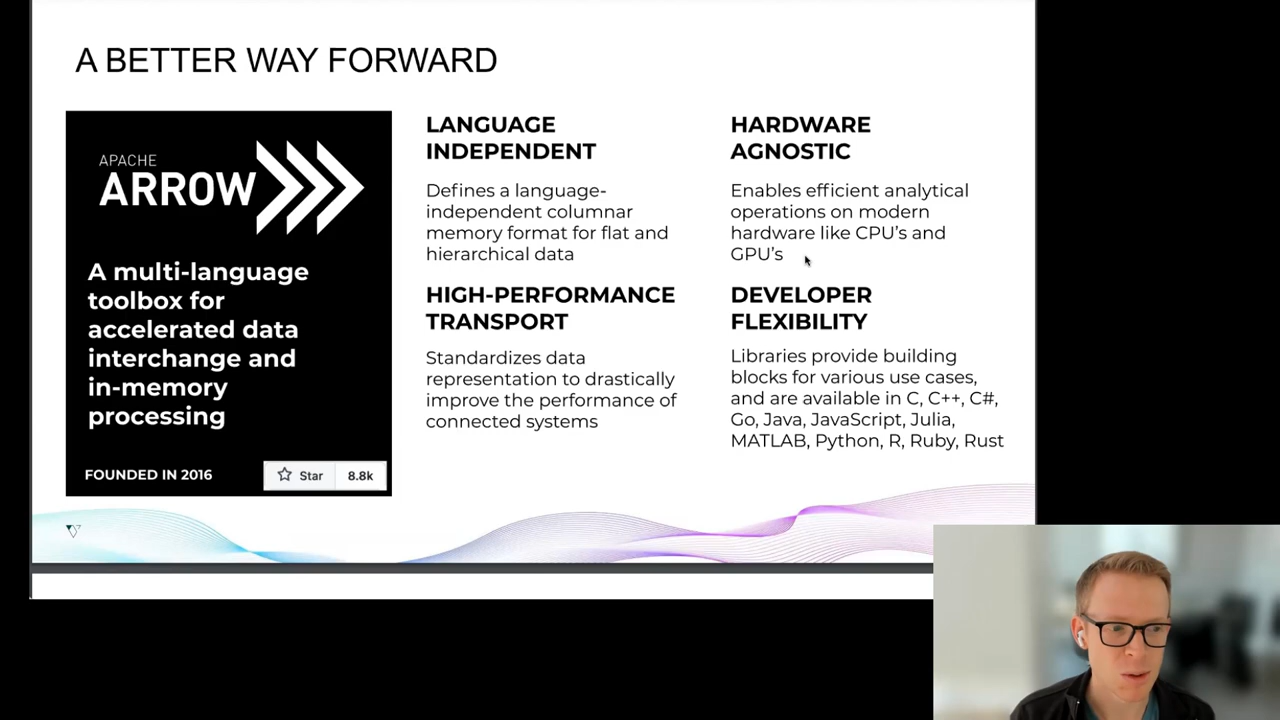 A BETTER WAY FORWARD
APACHE
ARROW
A multi-language
toolbox for
accelerated data
interchange and
in-memory
processing
FOUNDED IN 2016
Star 8.8k
LANGUAGE
INDEPENDENT
Defines a language-
independent columnar
memory format for flat and
hierarchical data
HIGH-PERFORMANCE
TRANSPORT
Standardizes data
representation to drastically
improve the performance of
connected systems
HARDWARE
AGNOSTIC
Enables efficient analytical
operations on modern
hardware like CPU's and
GPU's
DEVELOPER
FLEXIBILITY
Libraries provide building
blocks for various use cases,
and are available in C, C++, C#,
Go, Java, JavaScript, Julia,
MATLAB, Python, R, Ruby, Rust